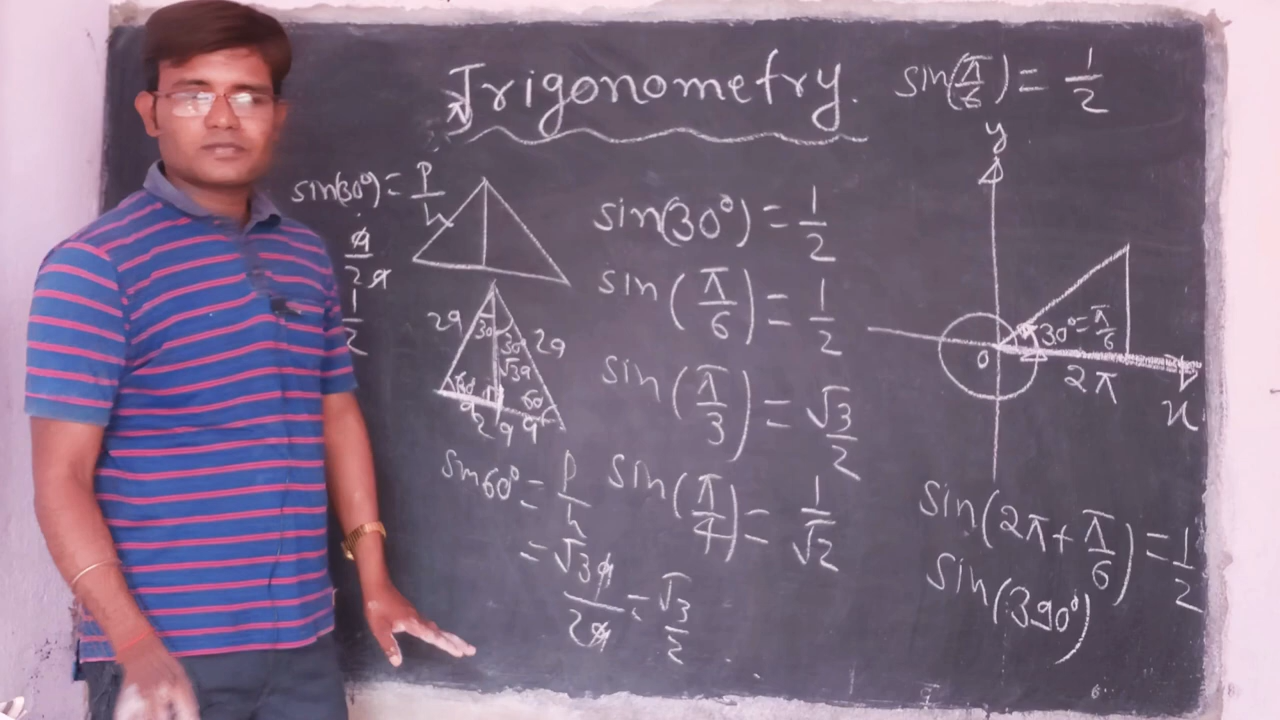 Trigonometry.
sin(30°) = p/h
a/2a
1/2
2a 30 30° 2a
√3a
60° 60°
a a
2a
sin60° = p/h
= √3a/2a = √3/2
sin(30°) = 1/2
sin(π/6) = 1/2
sin(π/3) = √3/2
sin(π/4) = 1/√2
sin(π/6) = 1/2
y
30° = π/6
0
2π
x
sin(2π + π/6) = 1/2
sin(390°)